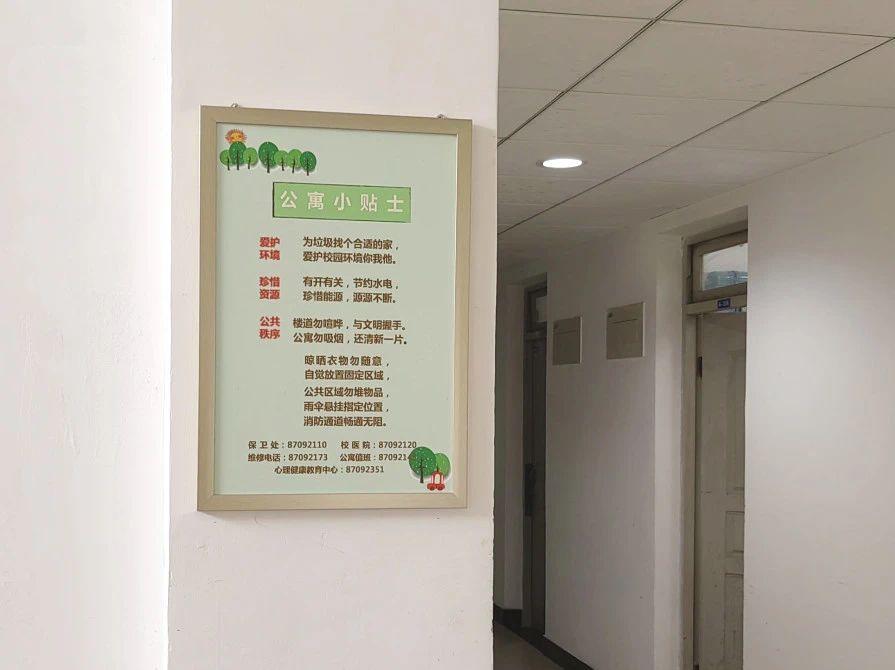 公寓小贴士
爱护
环境
为垃圾找个合适的家，
爱护校园环境你我他。
珍惜
资源
有开有关，节约水电，
珍惜能源，源源不断。
公共
秩序
楼道勿喧哗，与文明握手。
公寓勿吸烟，还清新一片。
晾晒衣物勿随意，
自觉放置固定区域，
公共区域勿堆物品，
雨伞悬挂指定位置，
消防通道畅通无阻。
保卫处：87092110 校医院：87092120
维修电话：87092173 公寓值班：
心理健康教育中心：87092351